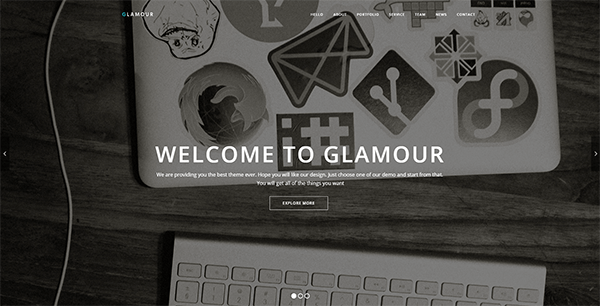 GLAMOUR
HELLO ABOUT PORTFOLIO SERVICE TEAM NEWS CONTACT
it
WELCOME TO GLAMOUR
We are providing you the best theme ever. Hope you will like our design. Just choose one of our demo and start from that.
You will get all of the things you want
EXPLORE MORE